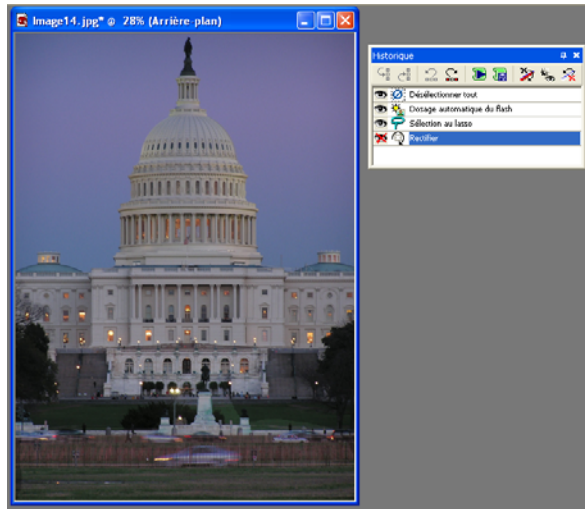 Image14.jpg* @ 28% (Arrière-plan)
Historique
Désélectionner tout
Dosage automatique du flash
Sélection au lasso
Rectifier